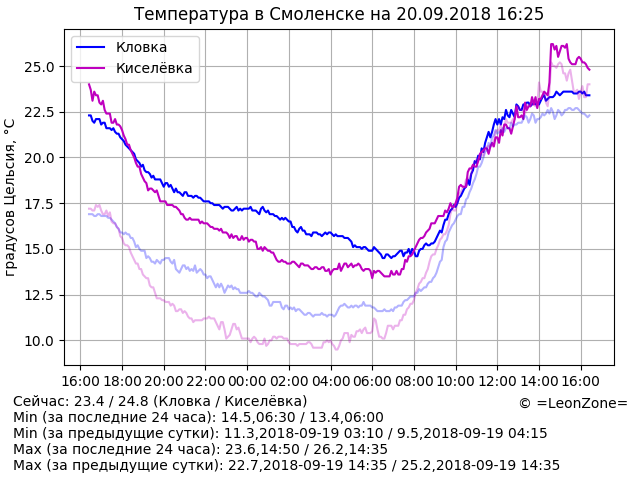 Температура в Смоленске на 20.09.2018 16:25
Кловка
Киселёвка
градусов Цельсия, °C
25.0
22.5
20.0
17.5
15.0
12.5
10.0
16:00 18:00 20:00 22:00 00:00 02:00 04:00 06:00 08:00 10:00 12:00 14:00 16:00
Сейчас: 23.4 / 24.8 (Кловка / Киселёвка)
© =LeonZone=
Min (за последние 24 часа): 14.5,06:30 / 13.4,06:00
Min (за предыдущие сутки): 11.3,2018-09-19 03:10 / 9.5,2018-09-19 04:15
Max (за последние 24 часа): 23.6,14:50 / 26.2,14:35
Max (за предыдущие сутки): 22.7,2018-09-19 14:35 / 25.2,2018-09-19 14:35